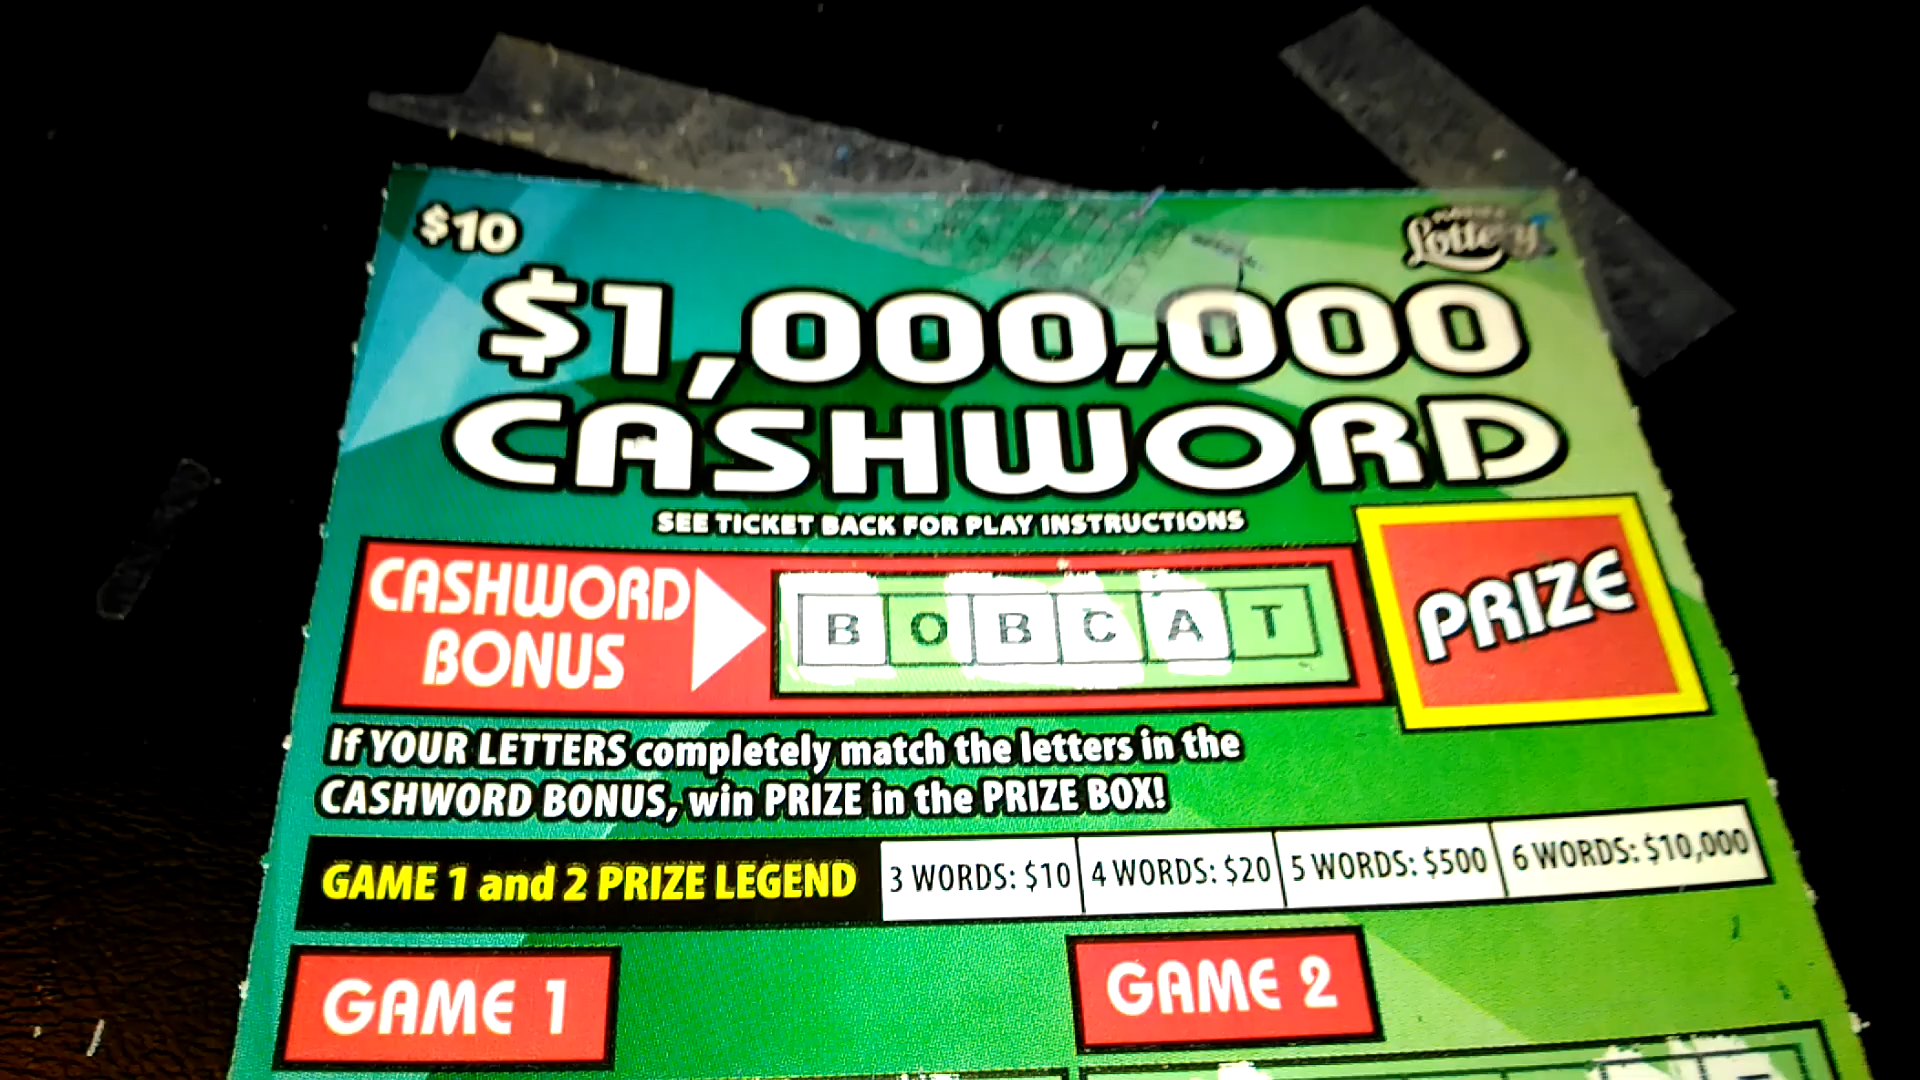 $10
Lottery
$1,000,000
CASHWORD
SEE TICKET BACK FOR PLAY INSTRUCTIONS
CASHWORD
BONUS
BOBCAT
PRIZE
If YOUR LETTERS completely match the letters in the
CASHWORD BONUS, win PRIZE in the PRIZE BOX!
GAME 1 and 2 PRIZE LEGEND 3 WORDS: $10 4 WORDS: $20 5 WORDS: $500 6 WORDS: $10,000
GAME 1
GAME 2